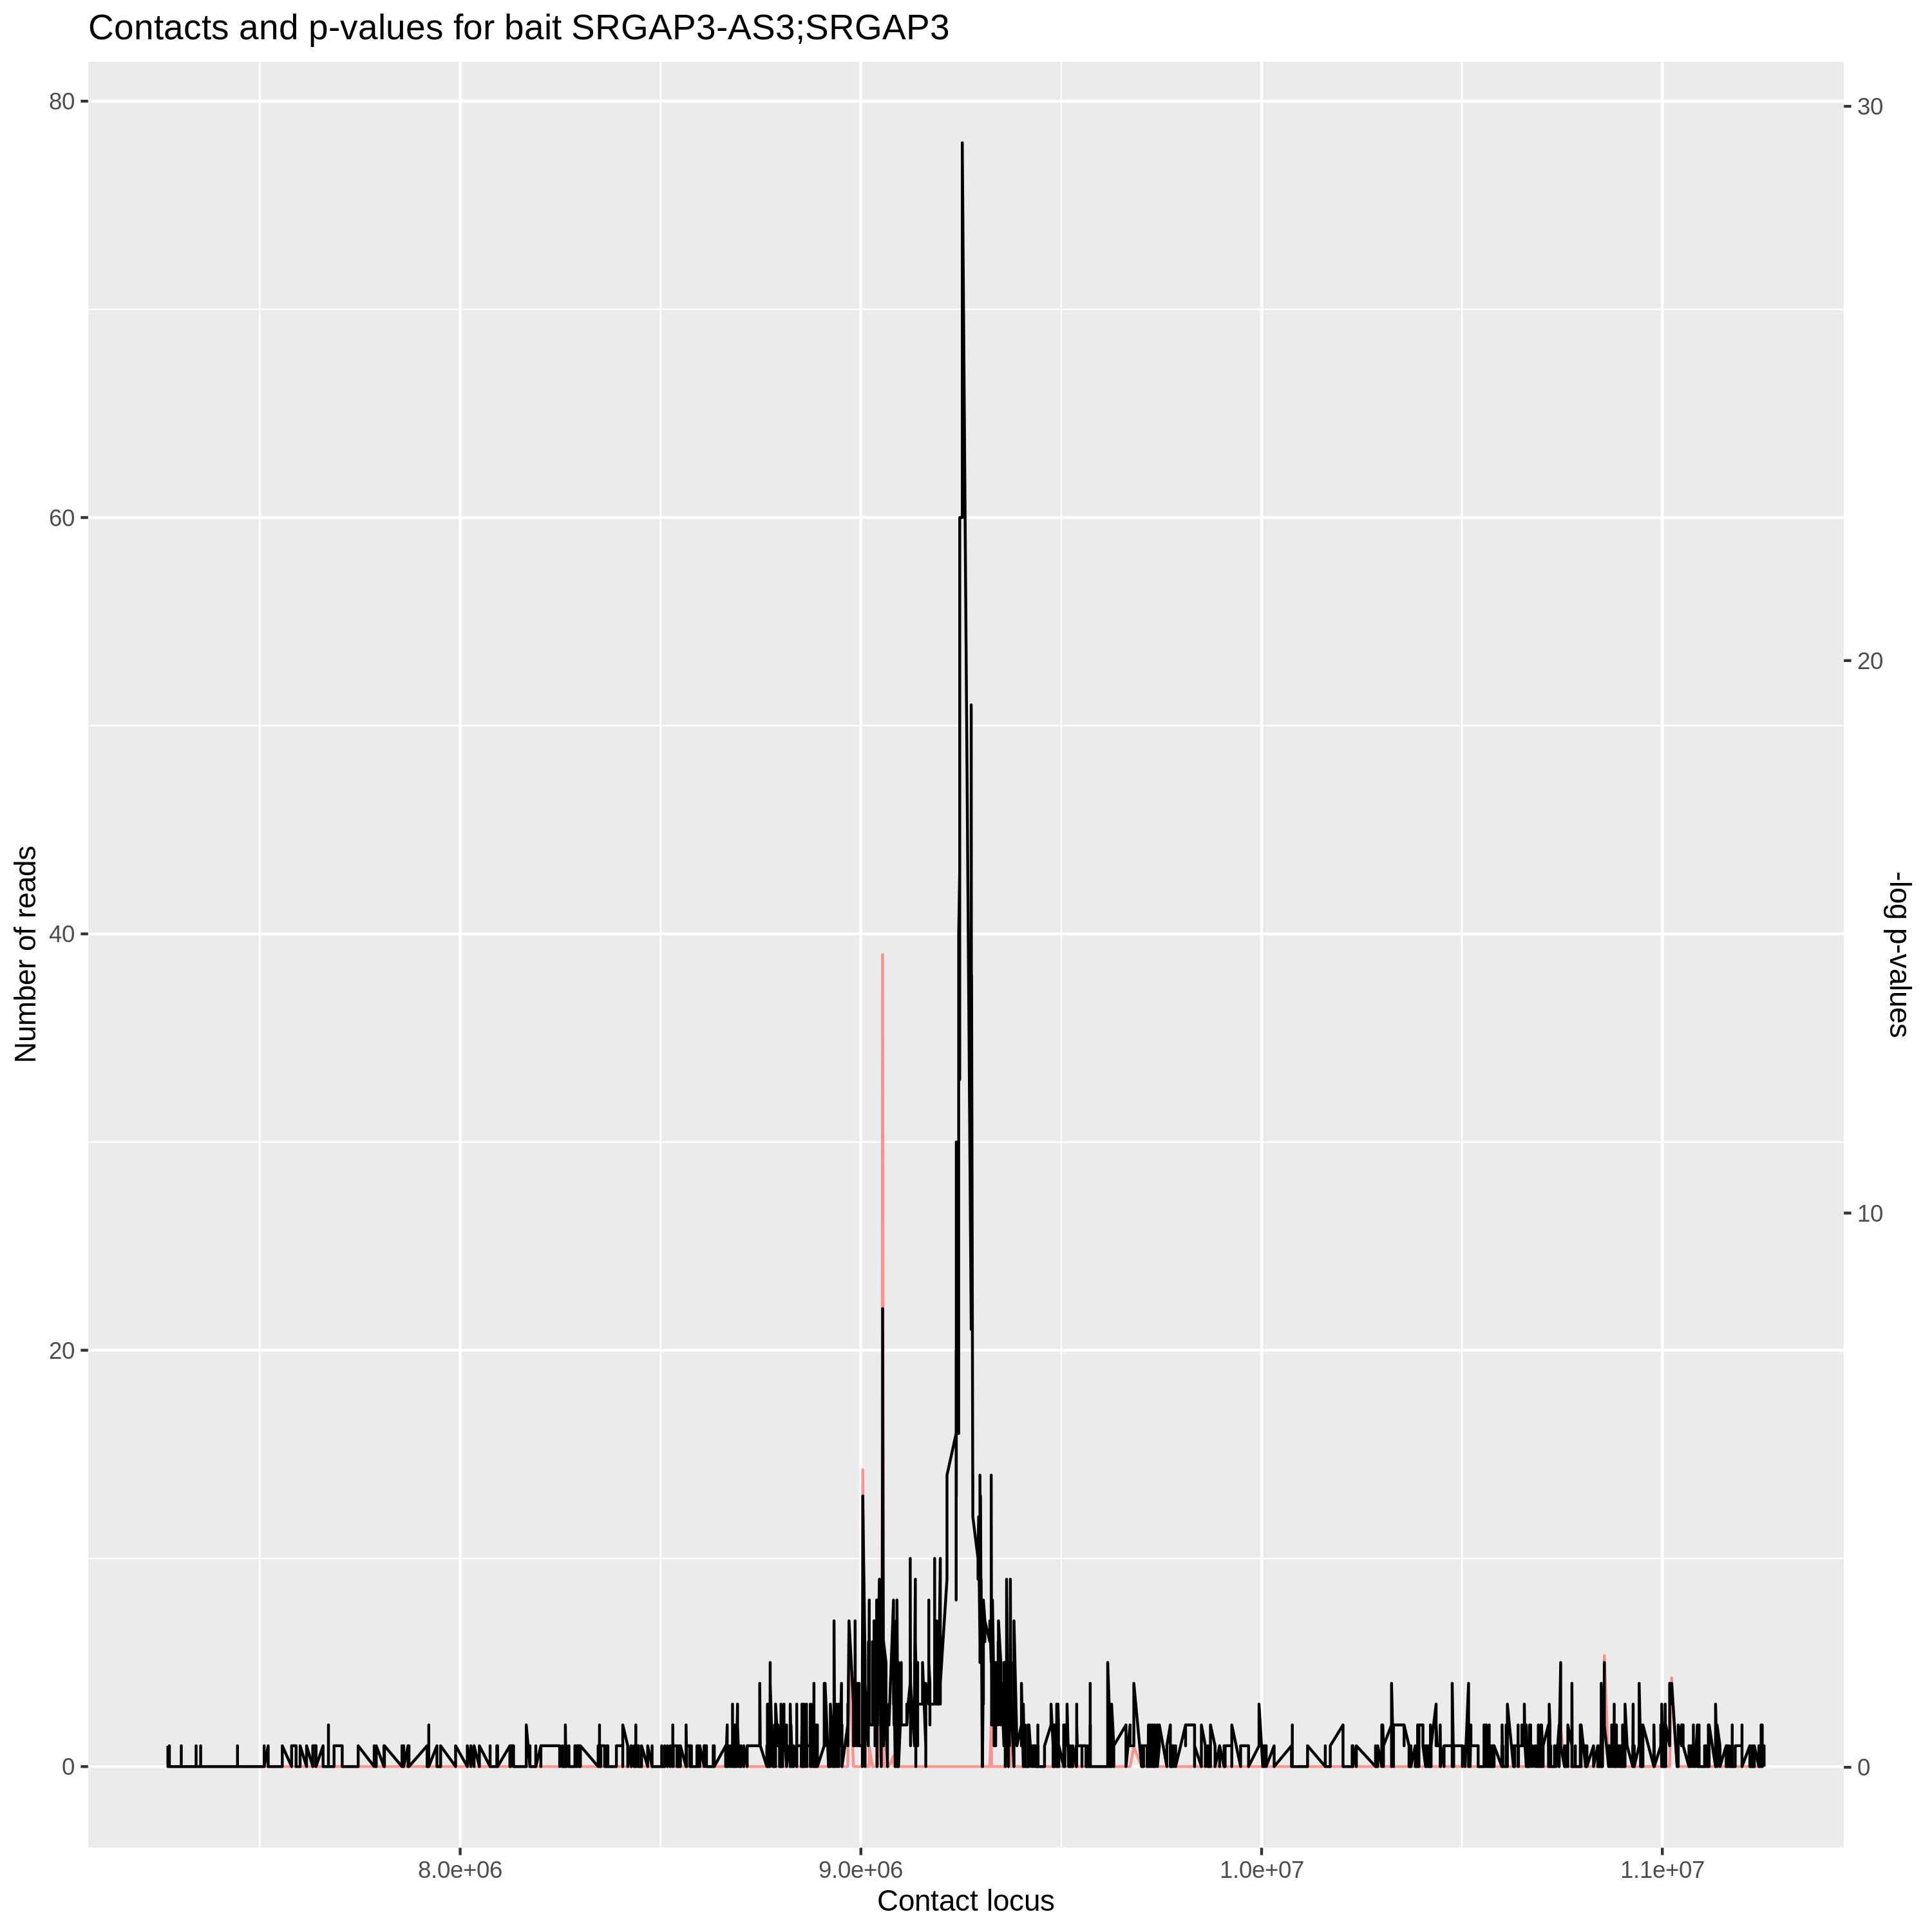 Contacts and p-values for bait SRGAP3-AS3;SRGAP3
80
60
40
20
0
Number of reads
30
20
10
0
-log p-values
8.0e+06
9.0e+06
1.0e+07
1.1e+07
Contact locus